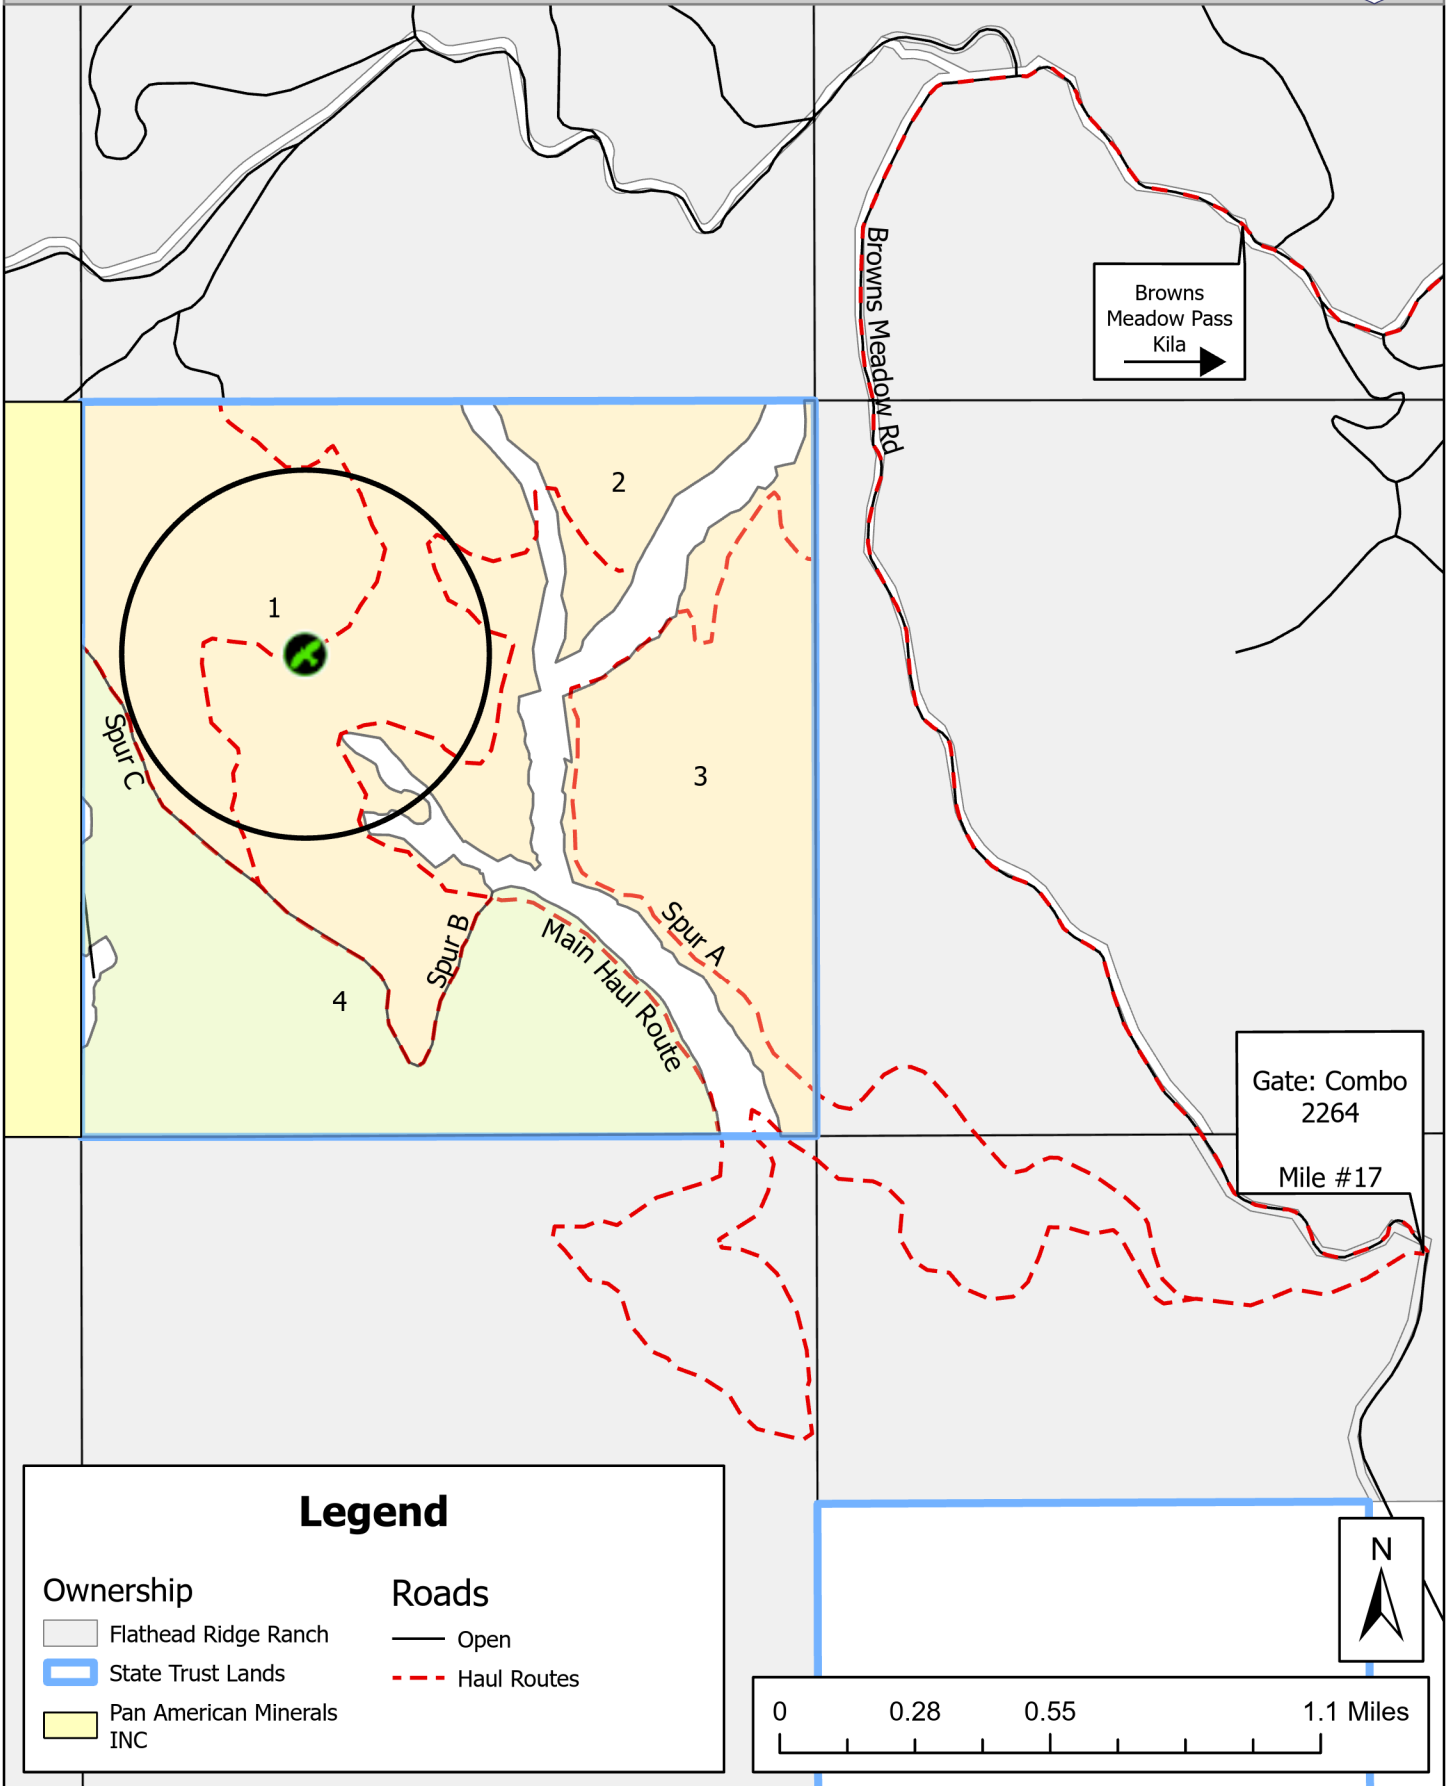 Browns Meadow Rd
Browns
Meadow Pass
Kila
2
1
Spur C
3
Spur A
Spur B
Main Haul Route
4
Gate: Combo
2264
Mile #17
Legend
Ownership
Flathead Ridge Ranch
State Trust Lands
Pan American Minerals
INC
Roads
Open
Haul Routes
N
0 0.28 0.55 1.1 Miles